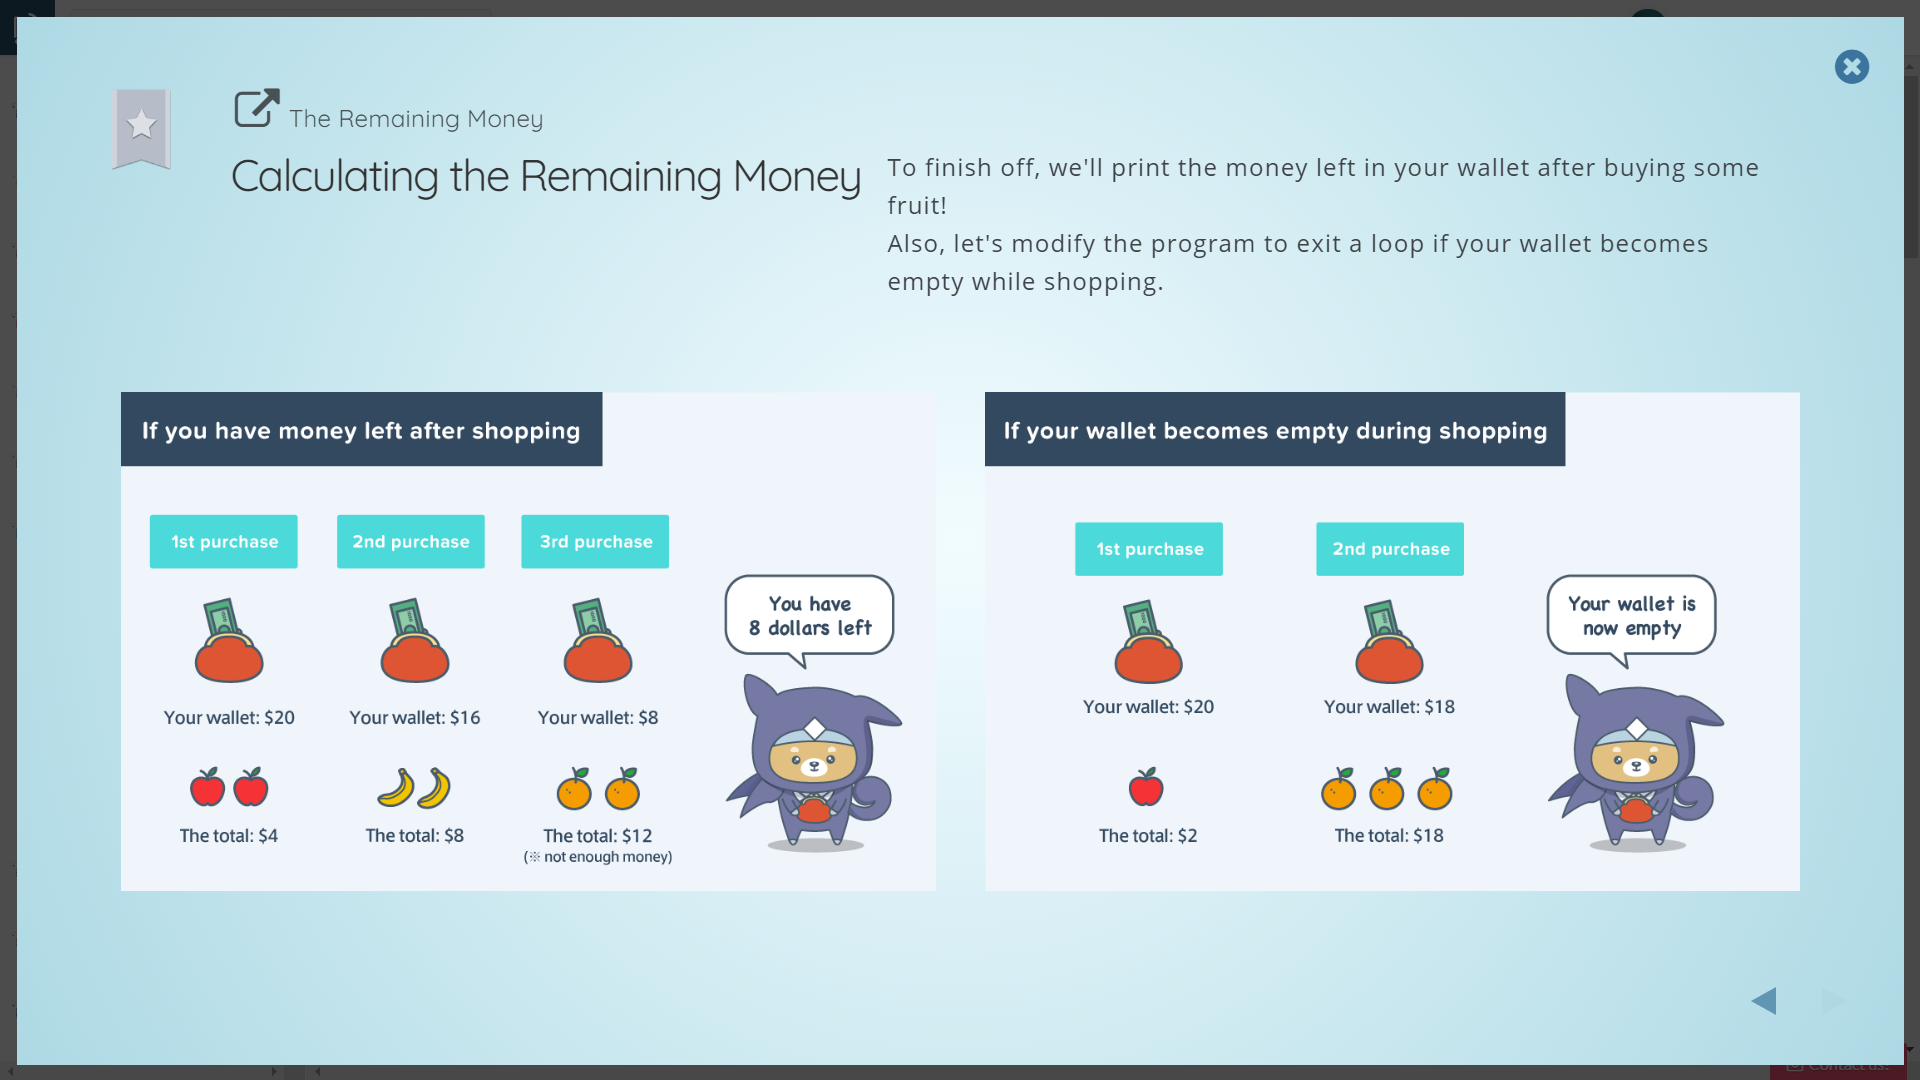 The Remaining Money
Calculating the Remaining Money
To finish off, we'll print the money left in your wallet after buying some
fruit!
Also, let's modify the program to exit a loop if your wallet becomes
empty while shopping.
If you have money left after shopping
1st purchase
2nd purchase
3rd purchase
You have
8 dollars left
Your wallet: $20
Your wallet: $16
Your wallet: $8
The total: $4
The total: $8
The total: $12
(※ not enough money)
If your wallet becomes empty during shopping
1st purchase
2nd purchase
Your wallet is
now empty
Your wallet: $20
Your wallet: $18
The total: $2
The total: $18
Contact us!